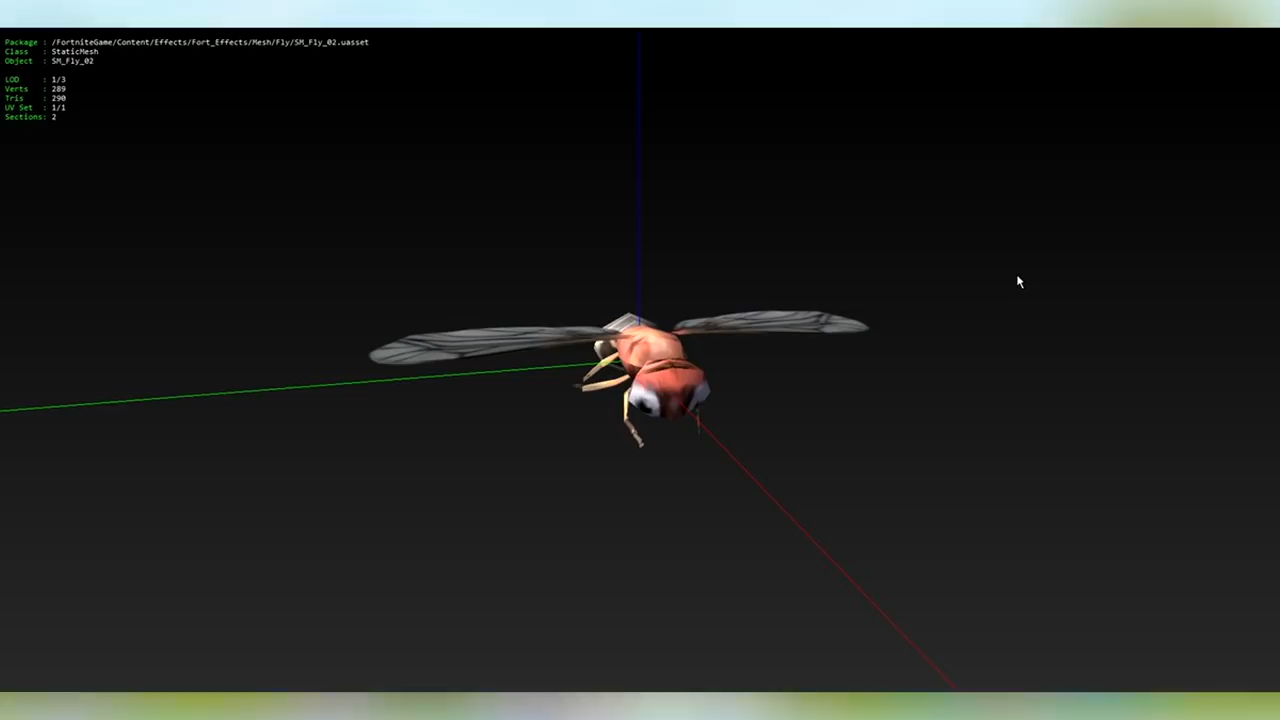 Package : /FortniteGame/Content/Effects/Fort_Effects/Mesh/Fly/SM_Fly_02.uasset
Class : StaticMesh
Object : SM_Fly_02
LOD : 1/3
Verts : 289
Tris : 290
UV Set : 1/1
Sections: 2